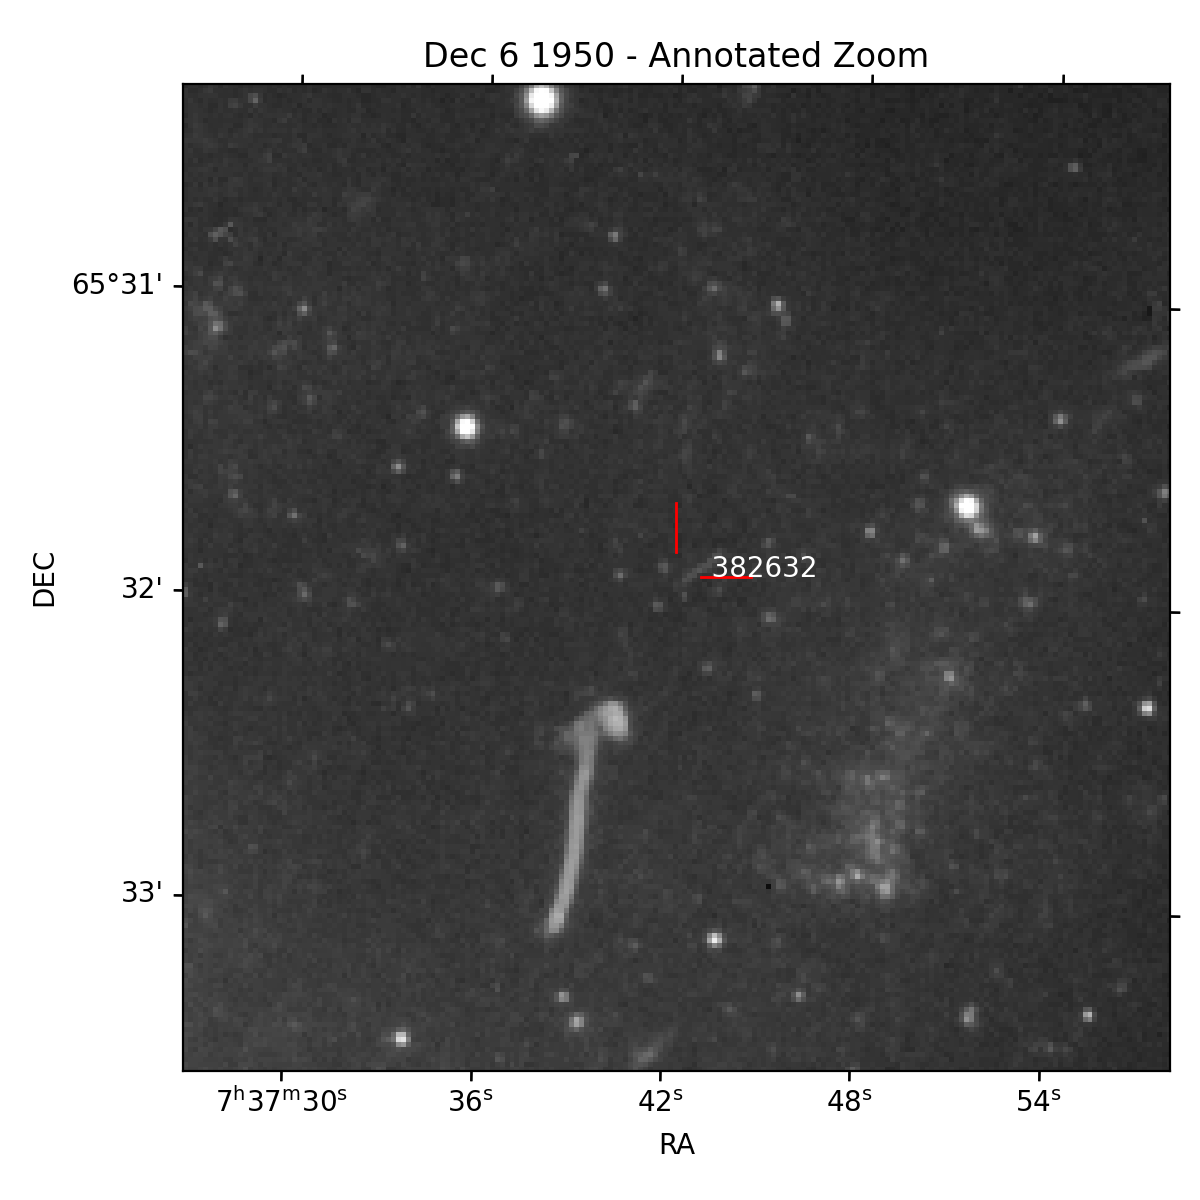 Dec 6 1950 - Annotated Zoom
65°31'
382632
DEC
32'
33'
7ʰ37ᵐ30ˢ 36ˢ 42ˢ 48ˢ 54ˢ
RA